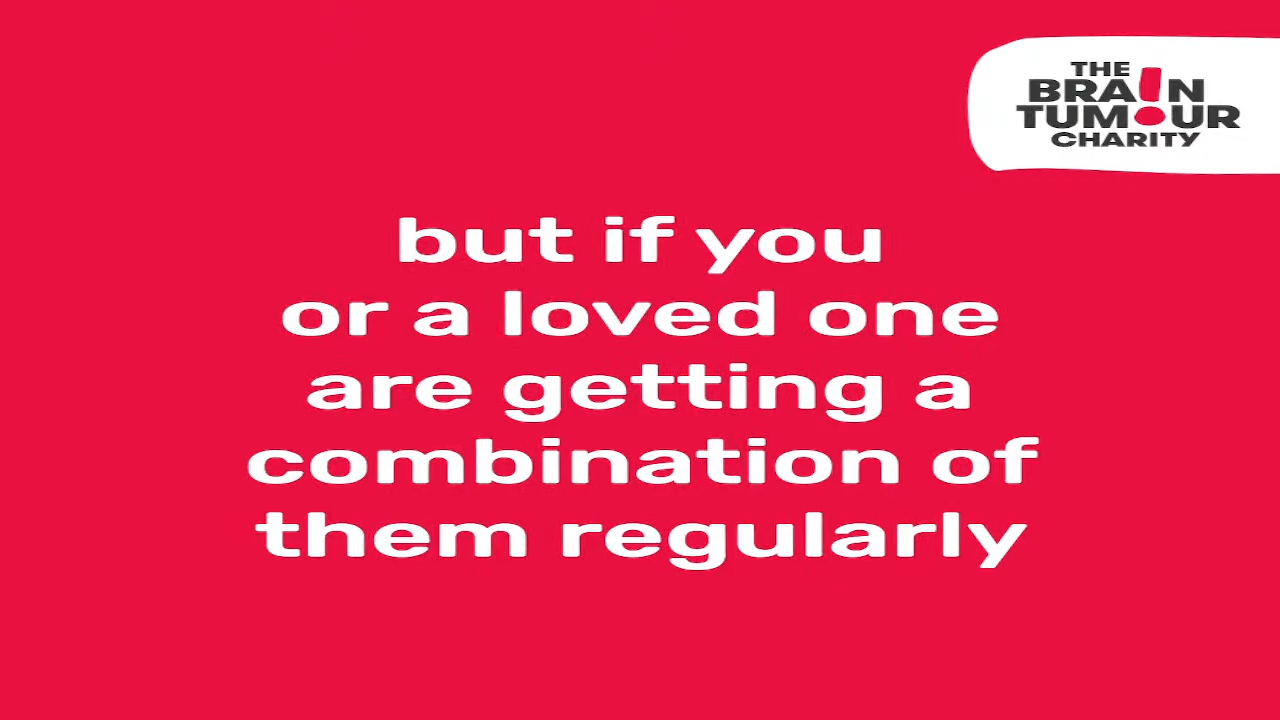 THE
BRA!N
TUMOUR
CHARITY
but if you
or a loved one
are getting a
combination of
them regularly